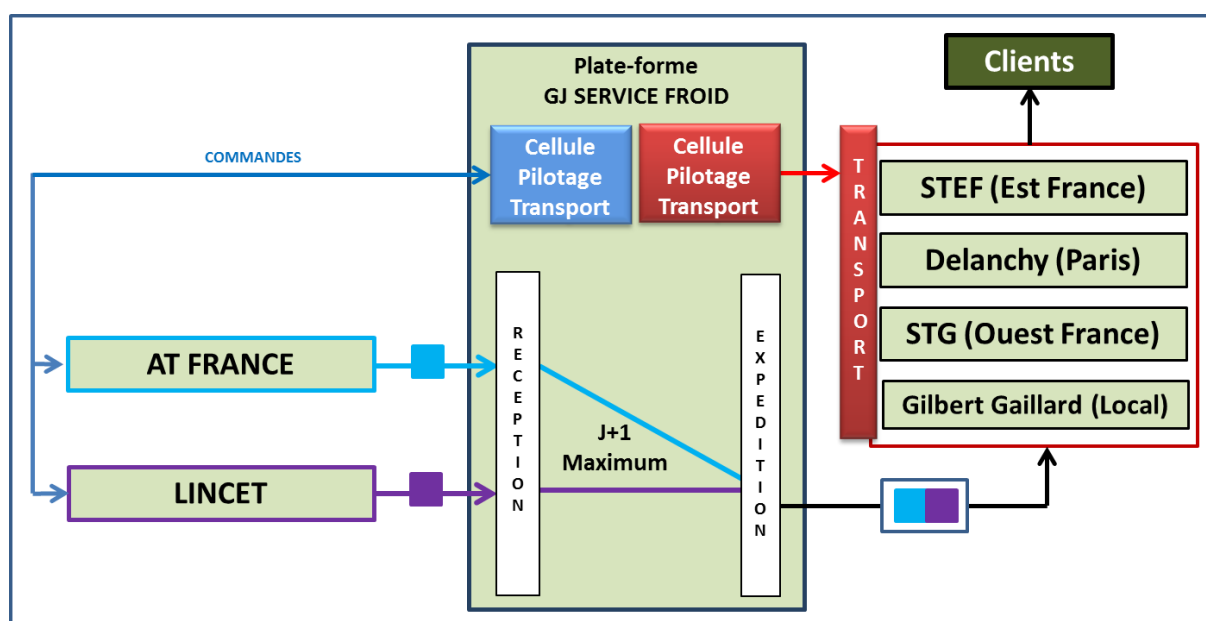 Plate-forme
GJ SERVICE FROID
Clients
COMMANDES
Cellule
Pilotage
Transport
Cellule
Pilotage
Transport
TRANSPORT
STEF (Est France)
Delanchy (Paris)
STG (Ouest France)
Gilbert Gaillard (Local)
AT FRANCE
LINCET
RECEPTION
J+1
Maximum
EXPEDITION